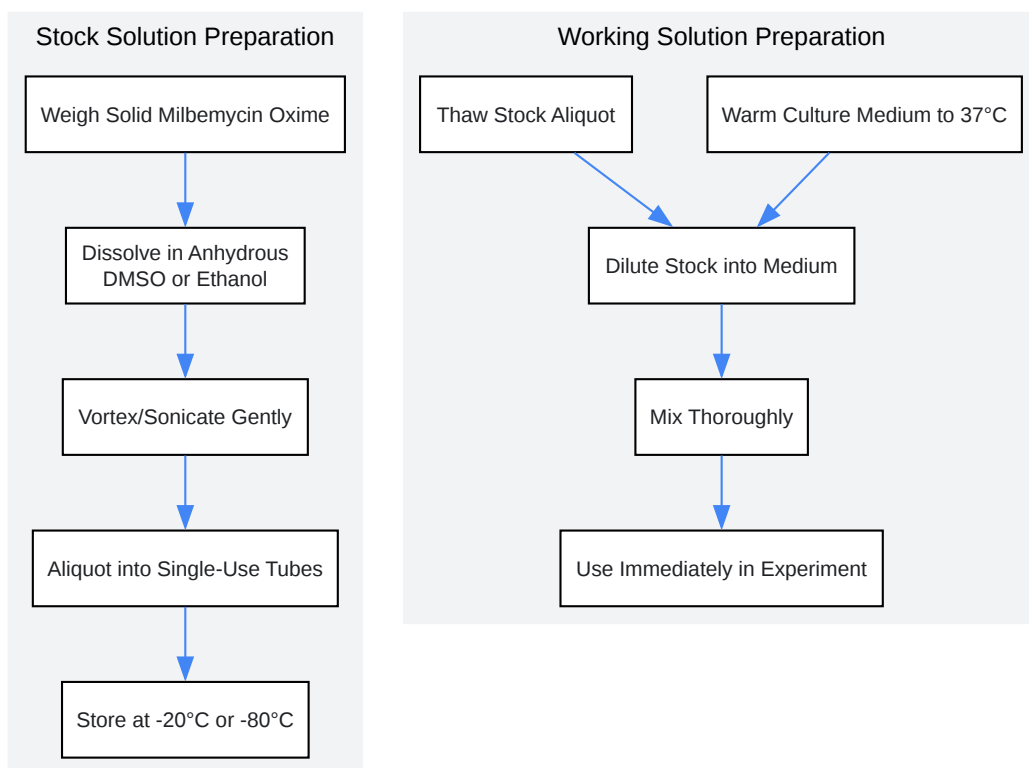 Stock Solution Preparation
Weigh Solid Milbemycin Oxime
Dissolve in Anhydrous
DMSO or Ethanol
Vortex/Sonicate Gently
Aliquot into Single-Use Tubes
Store at -20°C or -80°C
Working Solution Preparation
Thaw Stock Aliquot
Warm Culture Medium to 37°C
Dilute Stock into Medium
Mix Thoroughly
Use Immediately in Experiment